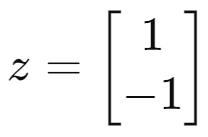 z = [ 1
-1 ]